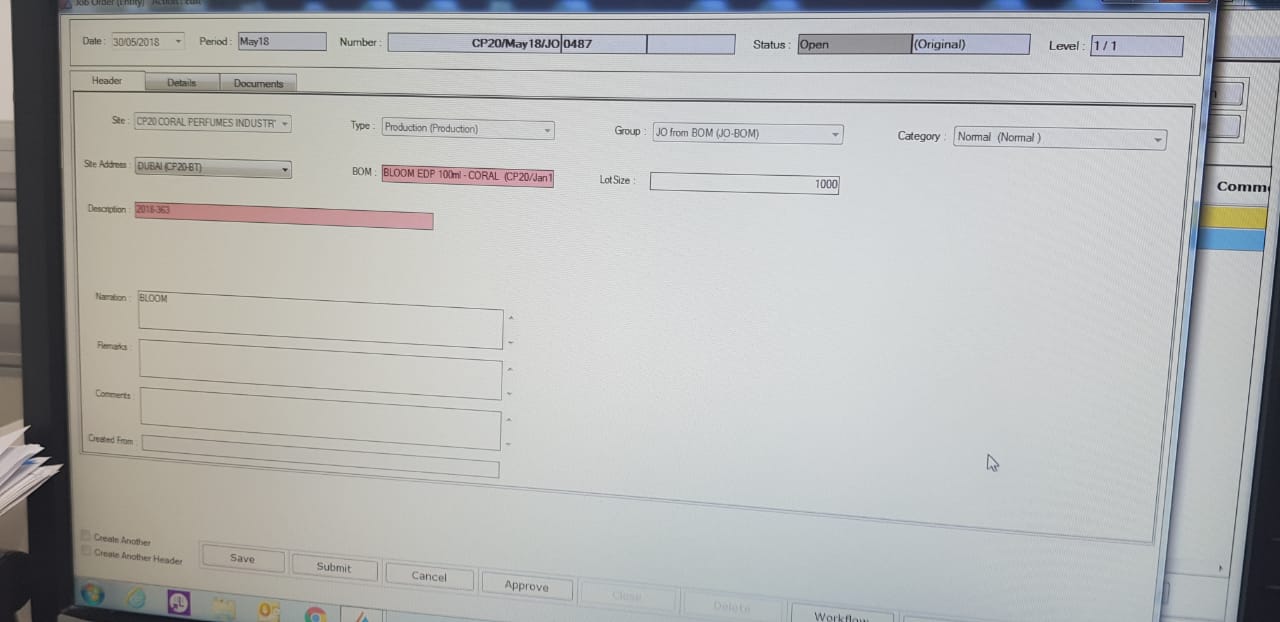 Job Order (Entity) Action : Edit
Date : 30/05/2018 Period : May18 Number : CP20/May18/JO 0487 Status : Open (Original) Level : 1 / 1
Header Details Documents
Site : CP20 CORAL PERFUMES INDUSTR Type : Production (Production) Group : JO from BOM (JO-BOM) Category : Normal (Normal )
Site Address : DUBAI (CP20-BT) BOM : BLOOM EDP 100ml - CORAL (CP20/Jan1 Lot Size : 1000
Description : 2018-363
Narration : BLOOM
Remarks :
Comments
Created From :
Create Another
Create Another Header
Save Submit Cancel Approve Close Delete Workflow
Comme